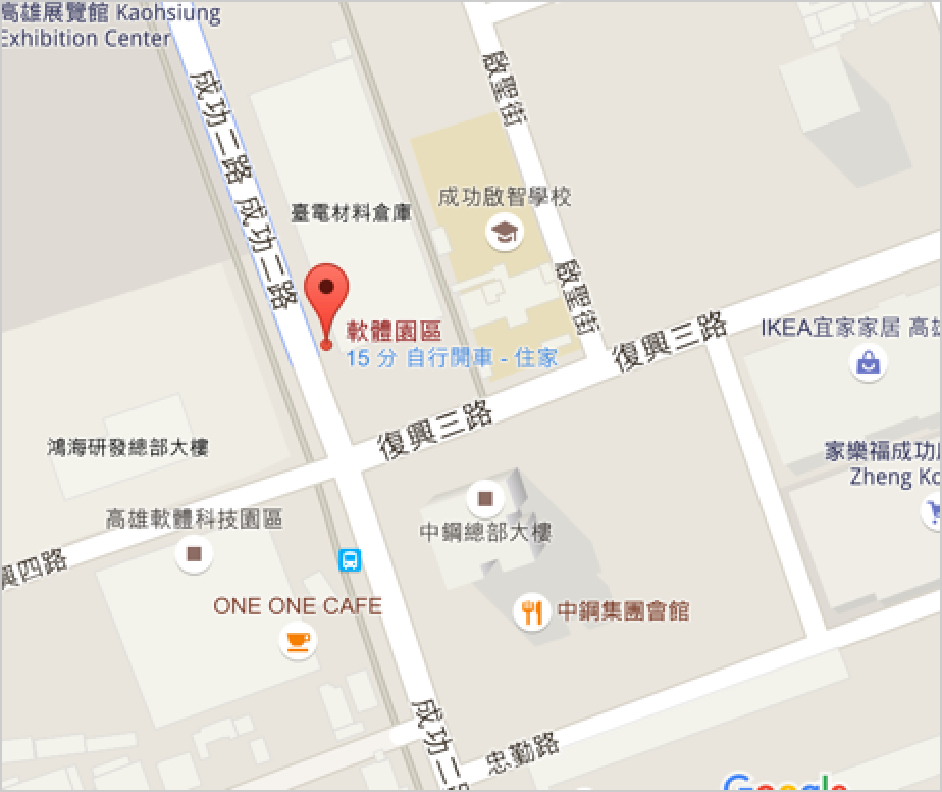 高雄展覽館 Kaohsiung
Exhibition Center
成功二路
成功二路
啟聖街
臺電材料倉庫
成功啟智學校
啟聖街
軟體園區
15 分 自行開車 - 住家
復興三路
IKEA宜家家居 高雄
復興三路
鴻海研發總部大樓
家樂福成功店
Zheng Ko
高雄軟體科技園區
中鋼總部大樓
興四路
ONE ONE CAFE
中鋼集團會館
成功二路
忠勤路
Google